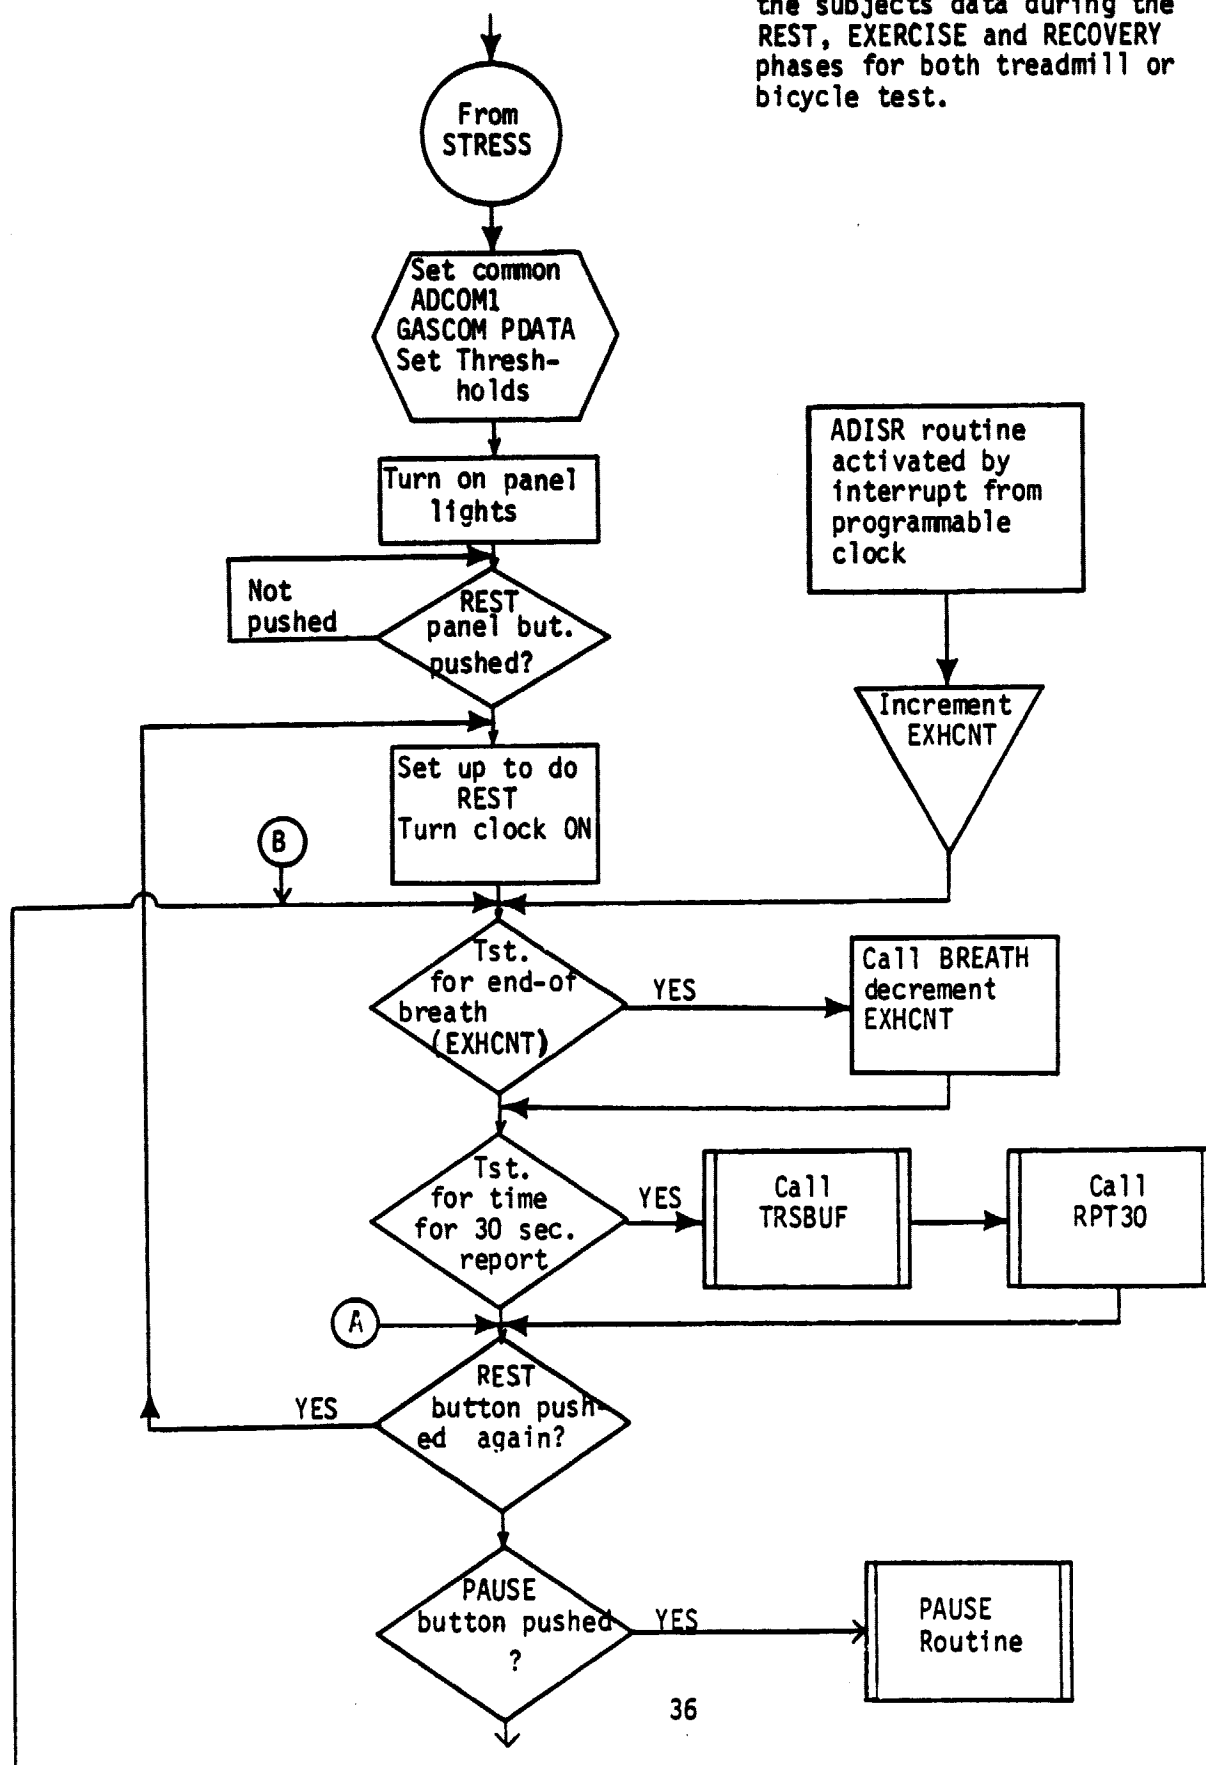 the subjects data during the
REST, EXERCISE and RECOVERY
phases for both treadmill or
bicycle test.
From
STRESS
Set common
ADCOM1
GASCOM PDATA
Set Thresh-
holds
Turn on panel
lights
ADISR routine
activated by
interrupt from
programmable
clock
Not
pushed
REST
panel but.
pushed?
Increment
EXHCNT
Set up to do
REST
Turn clock ON
B
Tst.
for end-of
breath
(EXHCNT)
YES
Call BREATH
decrement
EXHCNT
Tst.
for time
for 30 sec.
report
YES
Call
TRSBUF
Call
RPT30
A
REST
button push-
ed again?
YES
PAUSE
button pushed
?
YES
PAUSE
Routine
36